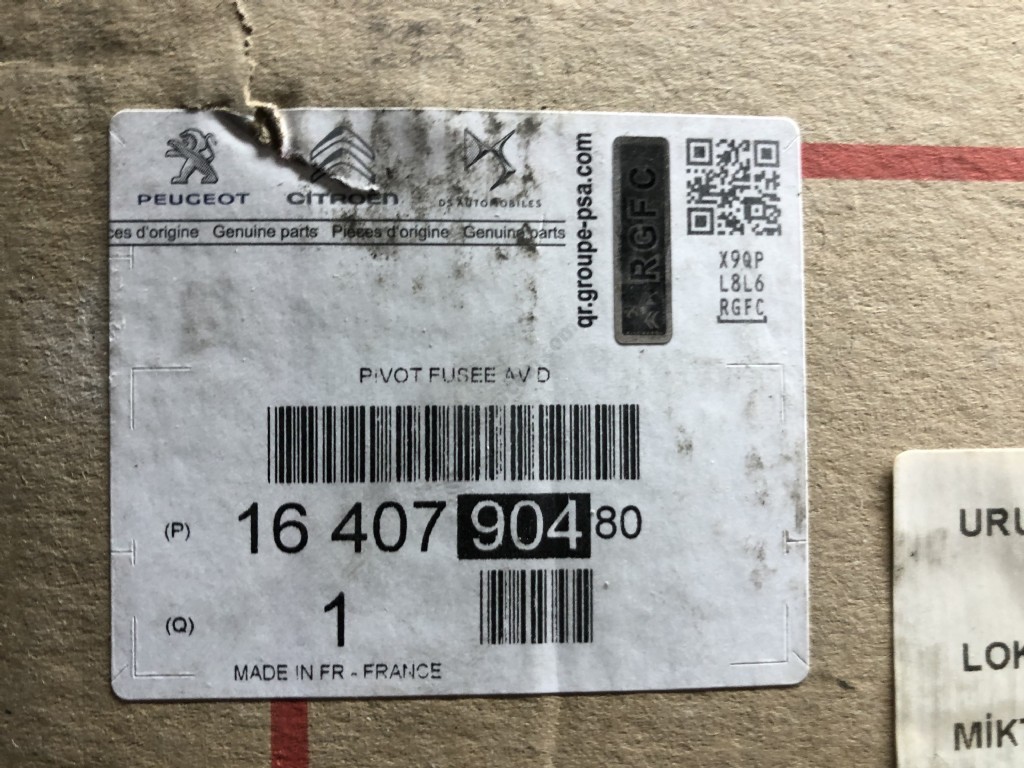 PEUGEOT CITROËN DS AUTOMOBILES
ces d'origine Genuine parts Pièces d'origine Genuine parts
qr.groupe-psa.com
RGFC
X9QP
L8L6
RGFC
PIVOT FUSEE AV D
(P) 16 407 904 80
(Q) 1
MADE IN FR - FRANCE
URU
LOK
MİKT